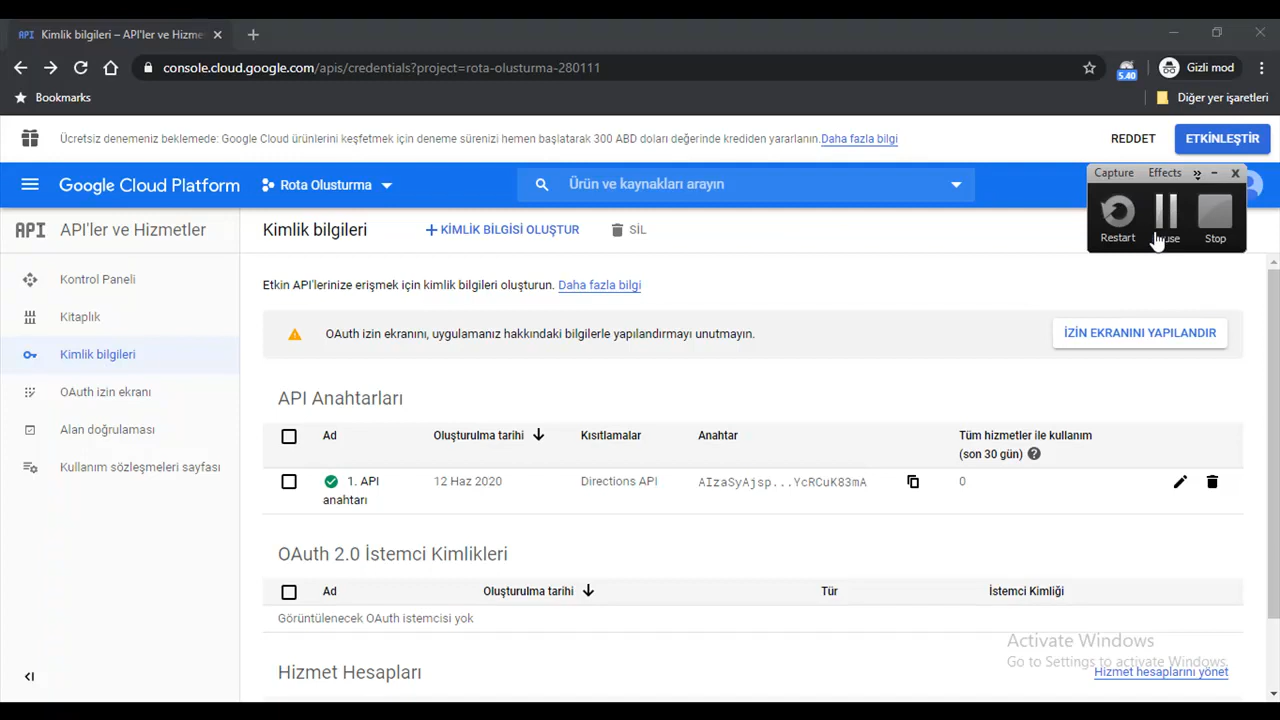 API Kimlik bilgileri – API'ler ve Hizme
console.cloud.google.com/apis/credentials?project=rota-olusturma-280111
5.40
Gizli mod
Bookmarks
Diğer yer işaretleri
Ücretsiz denemeniz beklemede: Google Cloud ürünlerini keşfetmek için deneme sürenizi hemen başlatarak 300 ABD doları değerinde krediden yararlanın. Daha fazla bilgi
REDDET
ETKİNLEŞTİR
Google Cloud Platform
Rota Olusturma
Ürün ve kaynakları arayın
Capture Effects
Restart
Stop
API API'ler ve Hizmetler
Kimlik bilgileri
KİMLİK BİLGİSİ OLUŞTUR
SİL
Kontrol Paneli
Kitaplık
Kimlik bilgileri
OAuth izin ekranı
Alan doğrulaması
Kullanım sözleşmeleri sayfası
Etkin API'lerinize erişmek için kimlik bilgileri oluşturun. Daha fazla bilgi
OAuth izin ekranını, uygulamanız hakkındaki bilgilerle yapılandırmayı unutmayın.
İZİN EKRANINI YAPILANDIR
API Anahtarları
Ad Oluşturulma tarihi Kısıtlamalar Anahtar Tüm hizmetler ile kullanım
(son 30 gün)
1. API 12 Haz 2020 Directions API AIzaSyAjsp...YcRCuK83mA 0
anahtarı
OAuth 2.0 İstemci Kimlikleri
Ad Oluşturulma tarihi Tür İstemci Kimliği
Görüntülenecek OAuth istemcisi yok
Hizmet Hesapları
Hizmet hesaplarını yönet
Activate Windows
Go to Settings to activate Windows.